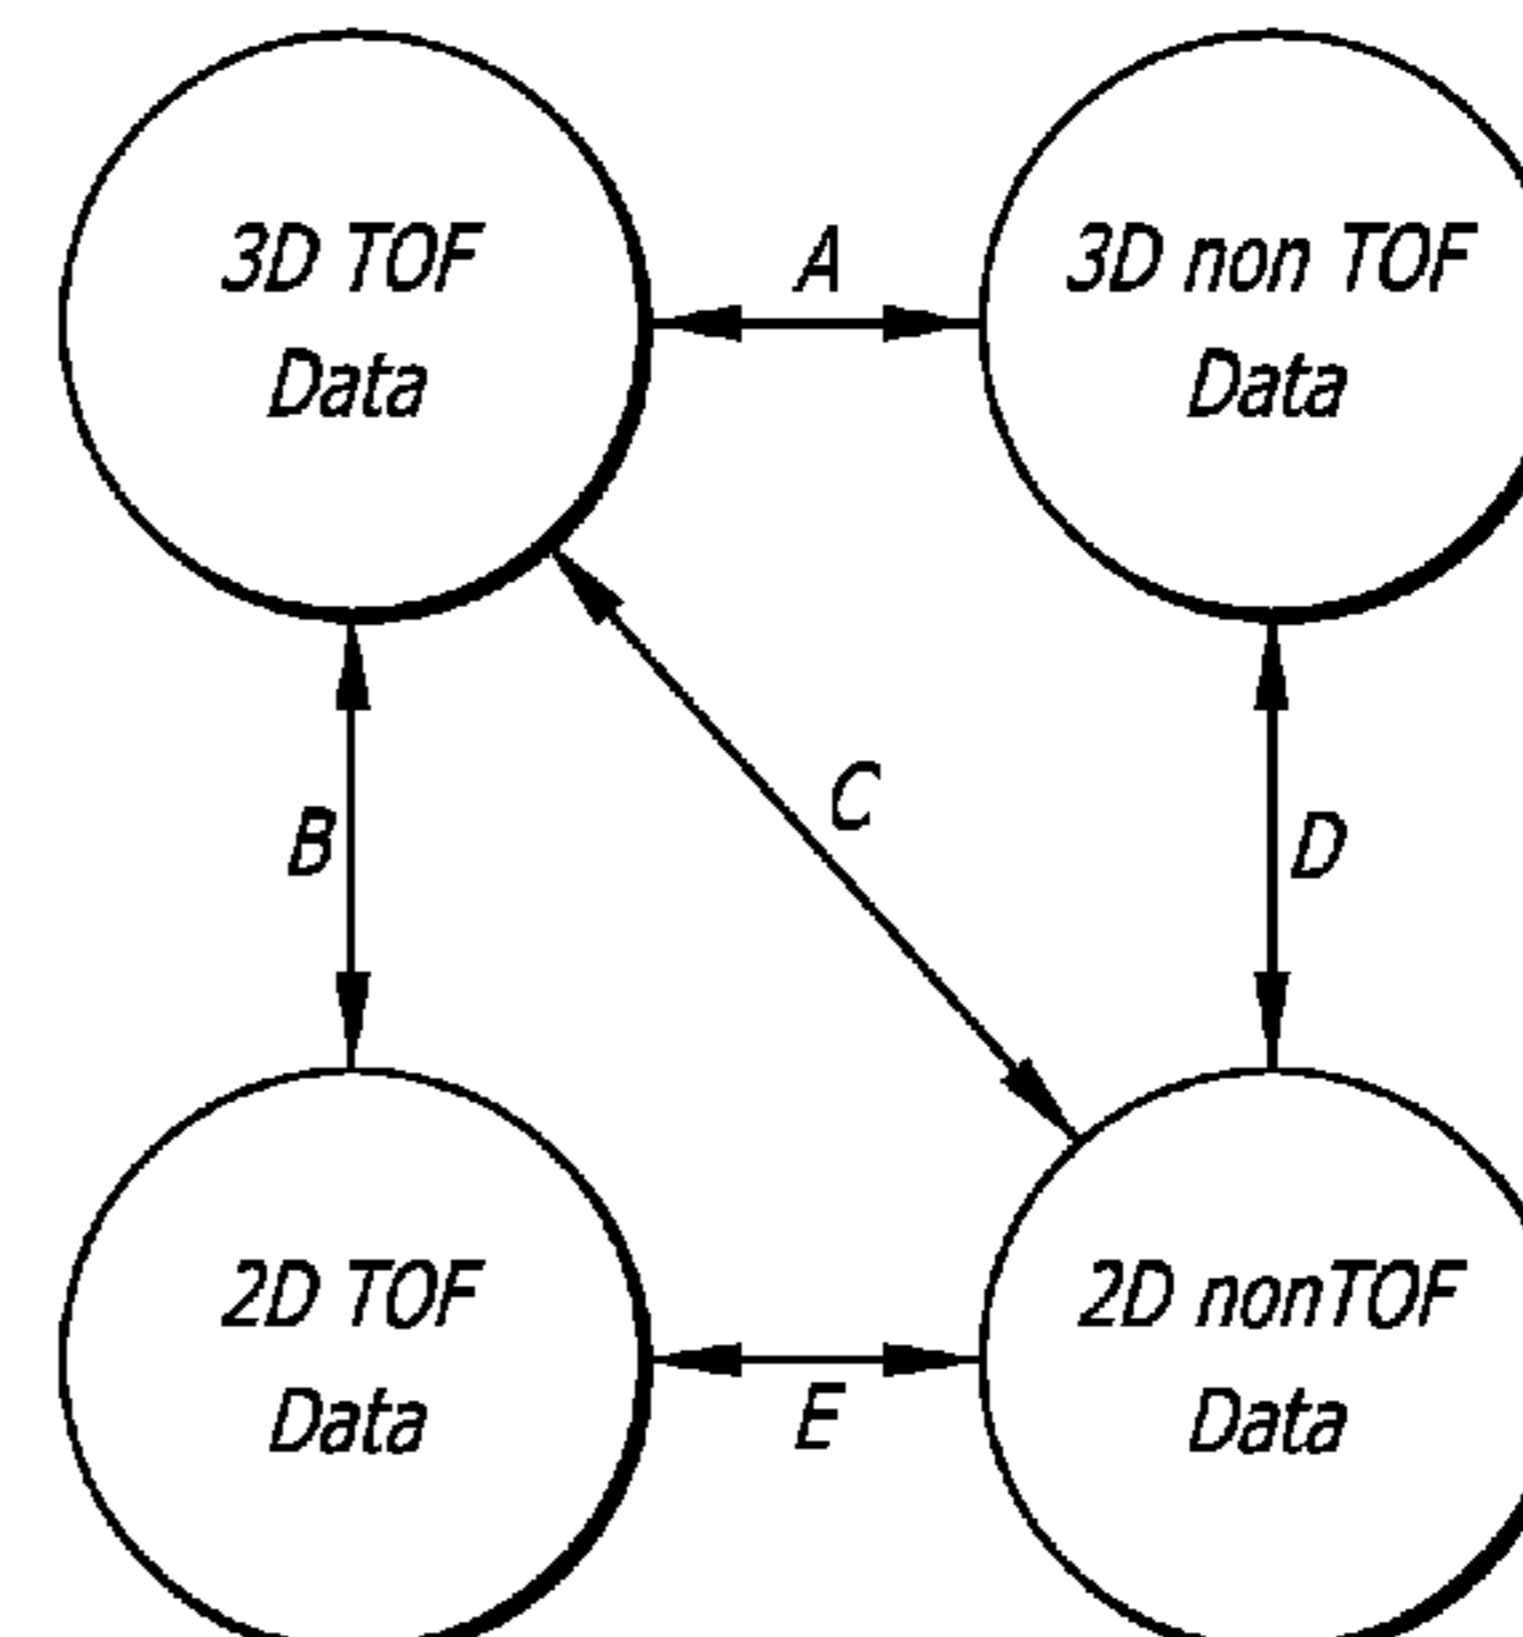 3D TOF
Data
A
3D non TOF
Data
B
C
D
2D TOF
Data
E
2D nonTOF
Data